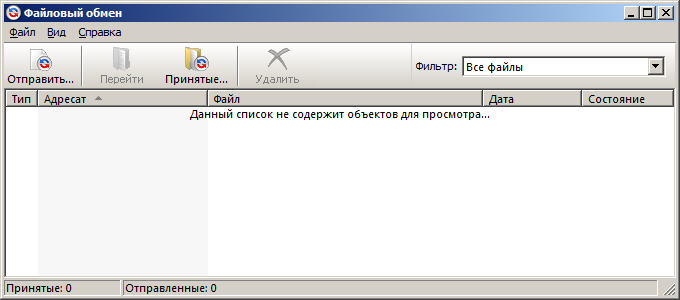 Файловый обмен
Файл Вид Справка
Отправить... Перейти Принятые... Удалить Фильтр: Все файлы
Тип Адресат Файл Дата Состояние
Данный список не содержит объектов для просмотра...
Принятые: 0 Отправленные: 0